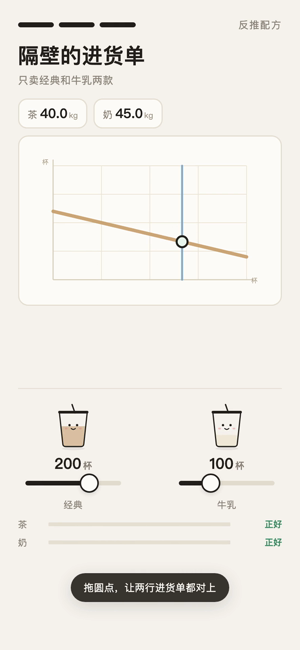 反推配方
隔壁的进货单
只卖经典和牛乳两款
茶 40.0 kg 奶 45.0 kg
杯
杯
200 杯 100 杯
经典 牛乳
茶 正好
奶 正好
拖圆点，让两行进货单都对上